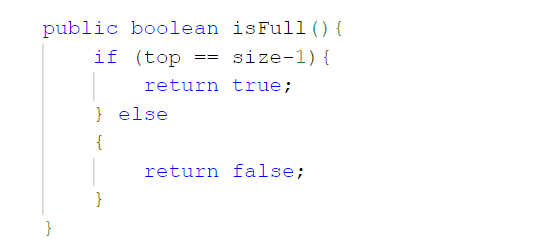 public boolean isFull(){
    if (top == size-1){
        return true;
    } else
    {
        return false;
    }
}